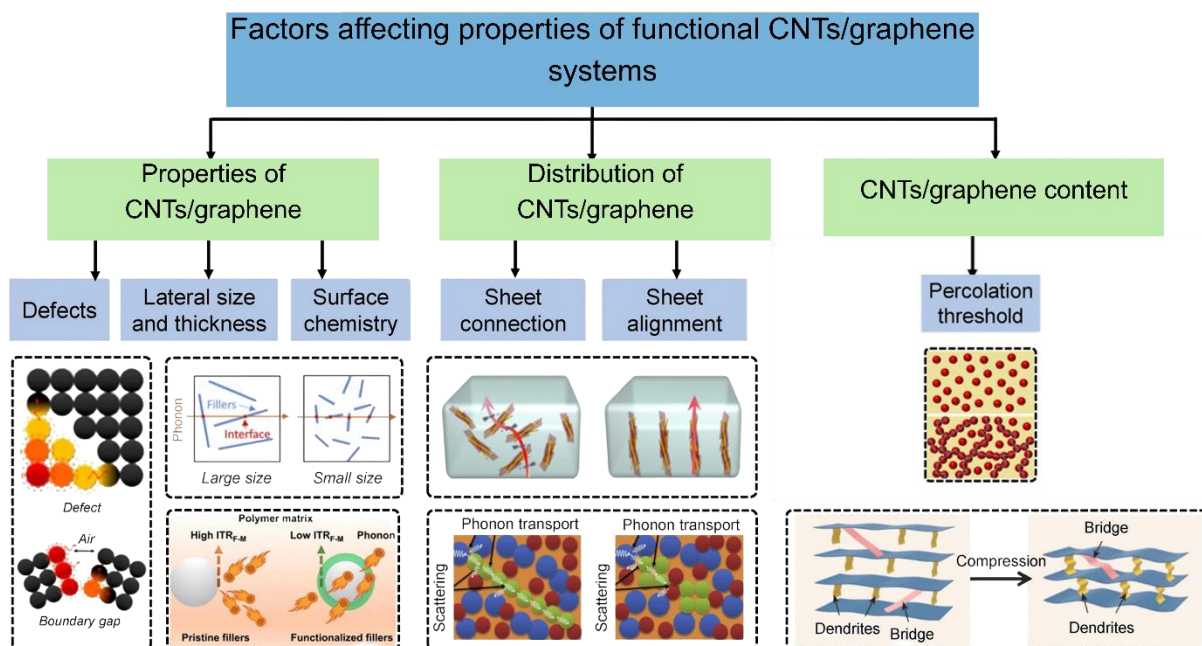 Factors affecting properties of functional CNTs/graphene
systems
Properties of
CNTs/graphene
Distribution of
CNTs/graphene
CNTs/graphene content
Defects
Lateral size
and thickness
Surface
chemistry
Sheet
connection
Sheet
alignment
Percolation
threshold
Defect
Air
Boundary gap
Phonon
Fillers
Interface
Large size
Small size
Polymer matrix
High ITRF-M
Low ITRF-M
Phonon
Pristine fillers
Functionalized fillers
Phonon transport
Scattering
Phonon transport
Scattering
Dendrites
Bridge
Compression
Bridge
Dendrites